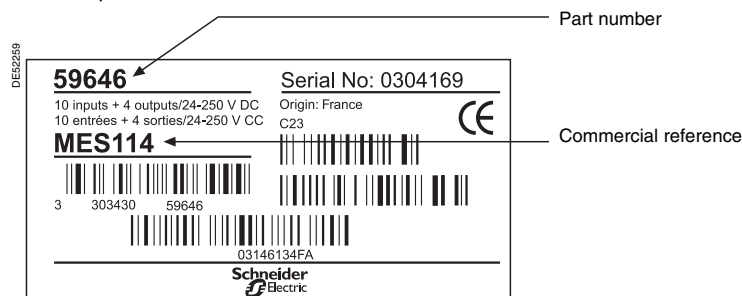 Part number
DE52259
59646
Serial No: 0304169
10 inputs + 4 outputs/24-250 V DC
10 entrées + 4 sorties/24-250 V CC
Origin: France
C23
CE
MES114
Commercial reference
3 303430 59646
03146134FA
Schneider
Electric